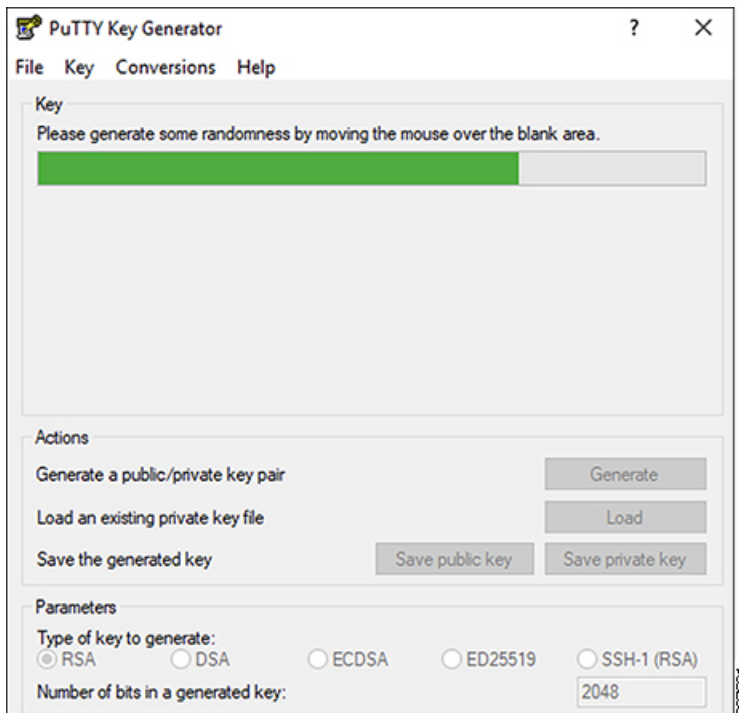 PuTTY Key Generator ?
File Key Conversions Help
Key
Please generate some randomness by moving the mouse over the blank area.
Actions
Generate a public/private key pair Generate
Load an existing private key file Load
Save the generated key Save public key Save private key
Parameters
Type of key to generate:
RSA DSA ECDSA ED25519 SSH-1 (RSA)
Number of bits in a generated key: 2048